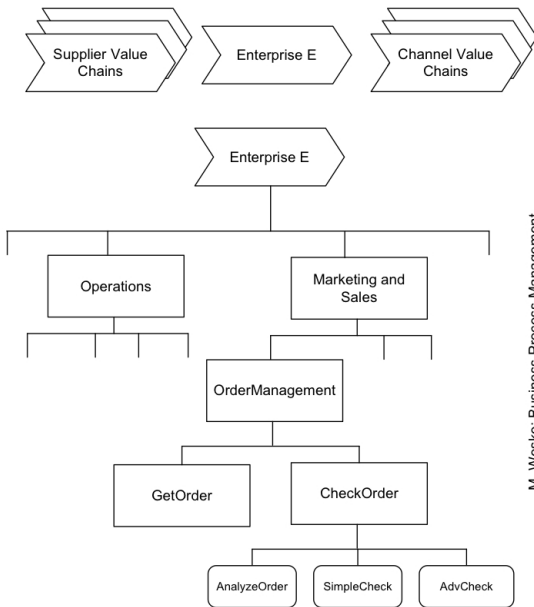 Supplier Value
Chains
Enterprise E
Channel Value
Chains
Enterprise E
Operations
Marketing and
Sales
OrderManagement
GetOrder
CheckOrder
AnalyzeOrder
SimpleCheck
AdvCheck
M. Weske: Business Process Management